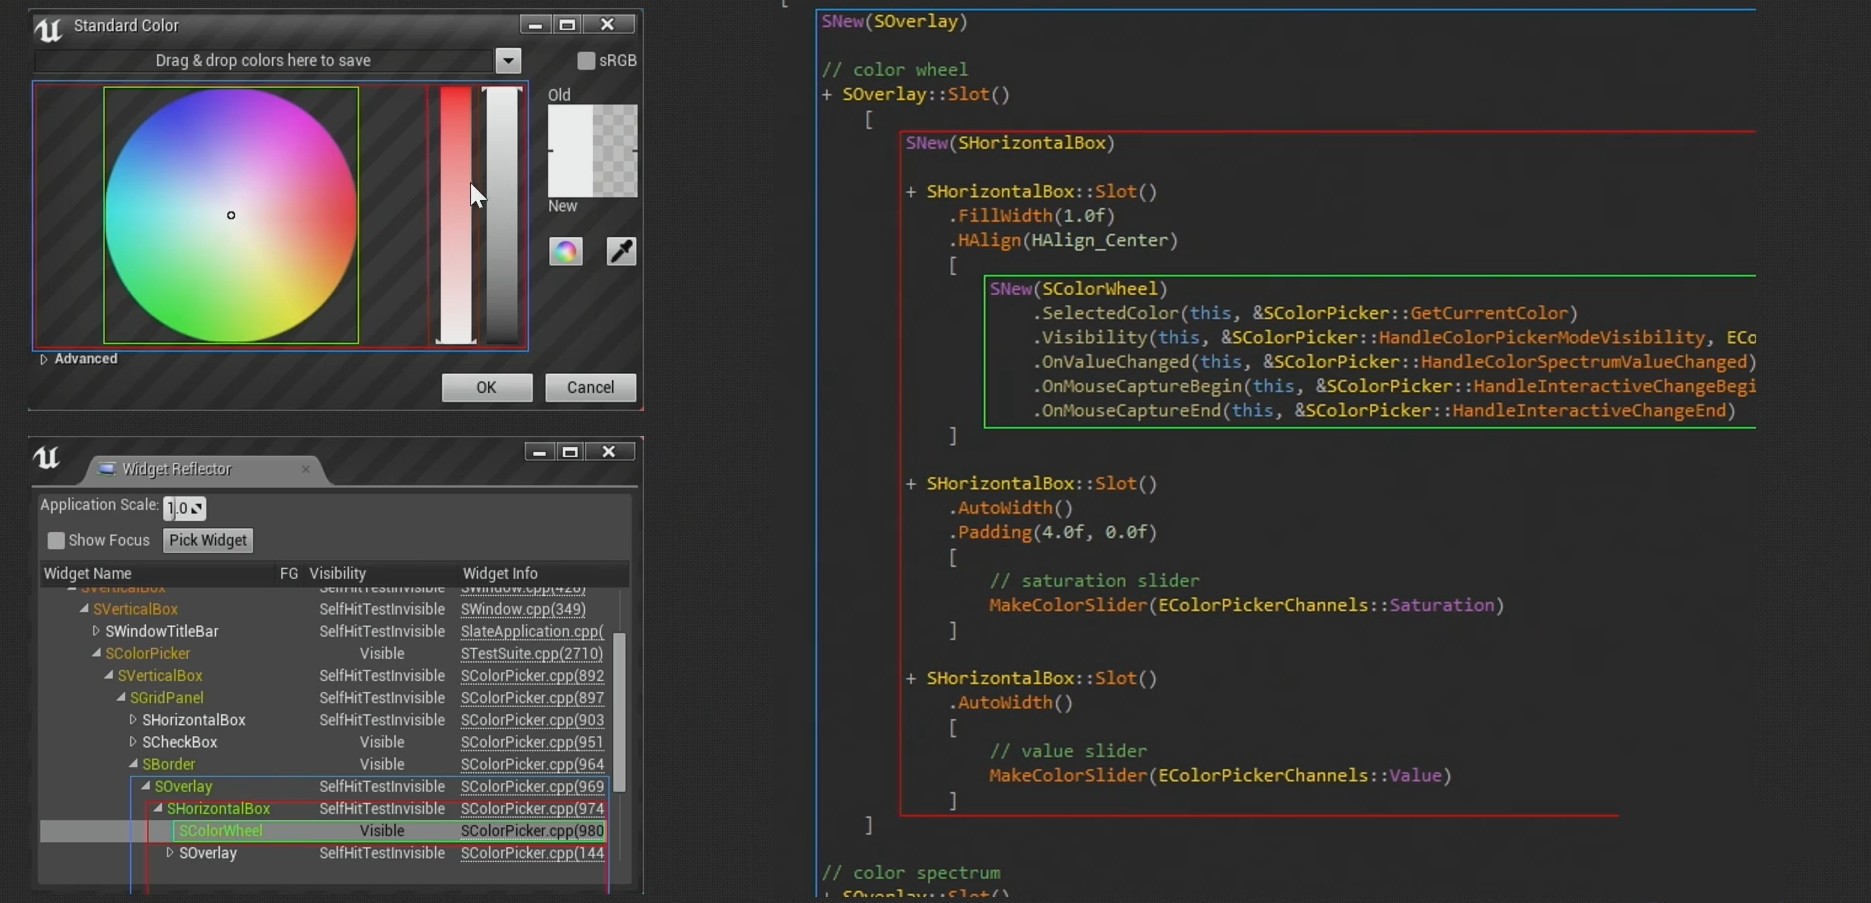 Standard Color
Drag & drop colors here to save
sRGB
Old
New
Advanced
OK
Cancel
Widget Reflector
Application Scale: 1.0
Show Focus
Pick Widget
Widget Name FG Visibility Widget Info
SVerticalBox SelfHitTestInvisible SWindow.cpp(428)
SVerticalBox SelfHitTestInvisible SWindow.cpp(349)
SWindowTitleBar SelfHitTestInvisible SlateApplication.cpp(
SColorPicker Visible STestSuite.cpp(2710)
SVerticalBox SelfHitTestInvisible SColorPicker.cpp(892
SGridPanel SelfHitTestInvisible SColorPicker.cpp(897
SHorizontalBox SelfHitTestInvisible SColorPicker.cpp(903
SCheckBox Visible SColorPicker.cpp(951
SBorder Visible SColorPicker.cpp(964
SOverlay SelfHitTestInvisible SColorPicker.cpp(969
SHorizontalBox SelfHitTestInvisible SColorPicker.cpp(974
SColorWheel Visible SColorPicker.cpp(980
SOverlay SelfHitTestInvisible SColorPicker.cpp(144
[
SNew(SOverlay)
// color wheel
+ SOverlay::Slot()
[
SNew(SHorizontalBox)
+ SHorizontalBox::Slot()
.FillWidth(1.0f)
.HAlign(HAlign_Center)
[
SNew(SColorWheel)
.SelectedColor(this, &SColorPicker::GetCurrentColor)
.Visibility(this, &SColorPicker::HandleColorPickerModeVisibility, ECo
.OnValueChanged(this, &SColorPicker::HandleColorSpectrumValueChanged)
.OnMouseCaptureBegin(this, &SColorPicker::HandleInteractiveChangeBegi
.OnMouseCaptureEnd(this, &SColorPicker::HandleInteractiveChangeEnd)
]
+ SHorizontalBox::Slot()
.AutoWidth()
.Padding(4.0f, 0.0f)
[
// saturation slider
MakeColorSlider(EColorPickerChannels::Saturation)
]
+ SHorizontalBox::Slot()
.AutoWidth()
[
// value slider
MakeColorSlider(EColorPickerChannels::Value)
]
]
// color spectrum
+ SOverlay::Slot()